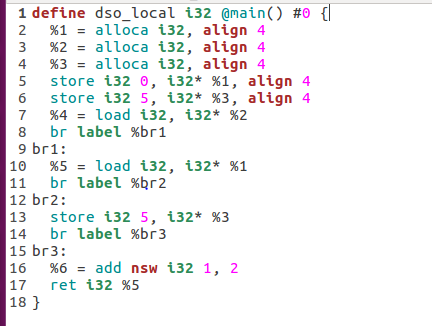 1 define dso_local i32 @main() #0 {
2   %1 = alloca i32, align 4
3   %2 = alloca i32, align 4
4   %3 = alloca i32, align 4
5   store i32 0, i32* %1, align 4
6   store i32 5, i32* %3, align 4
7   %4 = load i32, i32* %2
8   br label %br1
9 br1:
10   %5 = load i32, i32* %1
11   br label %br2
12 br2:
13   store i32 5, i32* %3
14   br label %br3
15 br3:
16   %6 = add nsw i32 1, 2
17   ret i32 %5
18 }